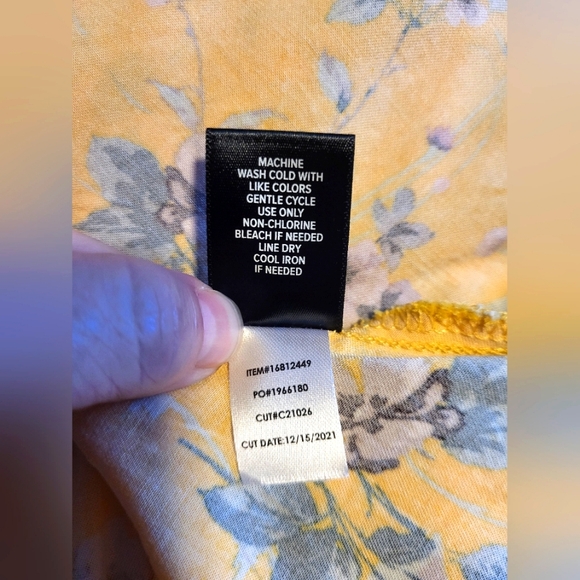 MACHINE
WASH COLD WITH
LIKE COLORS
GENTLE CYCLE
USE ONLY
NON-CHLORINE
BLEACH IF NEEDED
LINE DRY
COOL IRON
IF NEEDED
ITEM#16B12449
PO#1966180
CUT#C21026
CUT DATE:12/15/2021